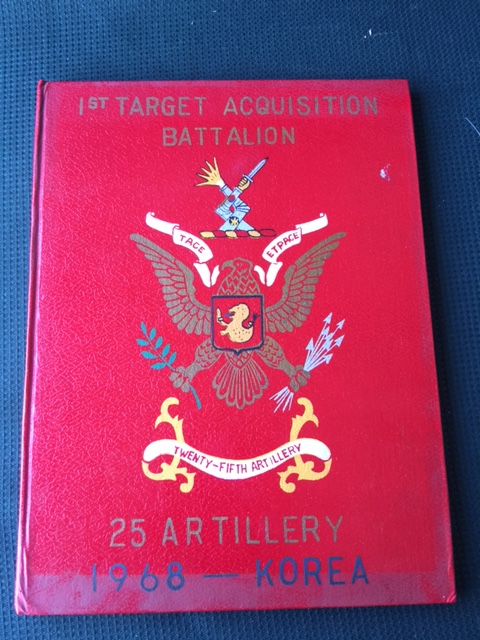 1ST TARGET ACQUISITION
BATTALION
TACE
ET PACE
TWENTY-FIFTH ARTILLERY
25 ARTILLERY
1968 — KOREA